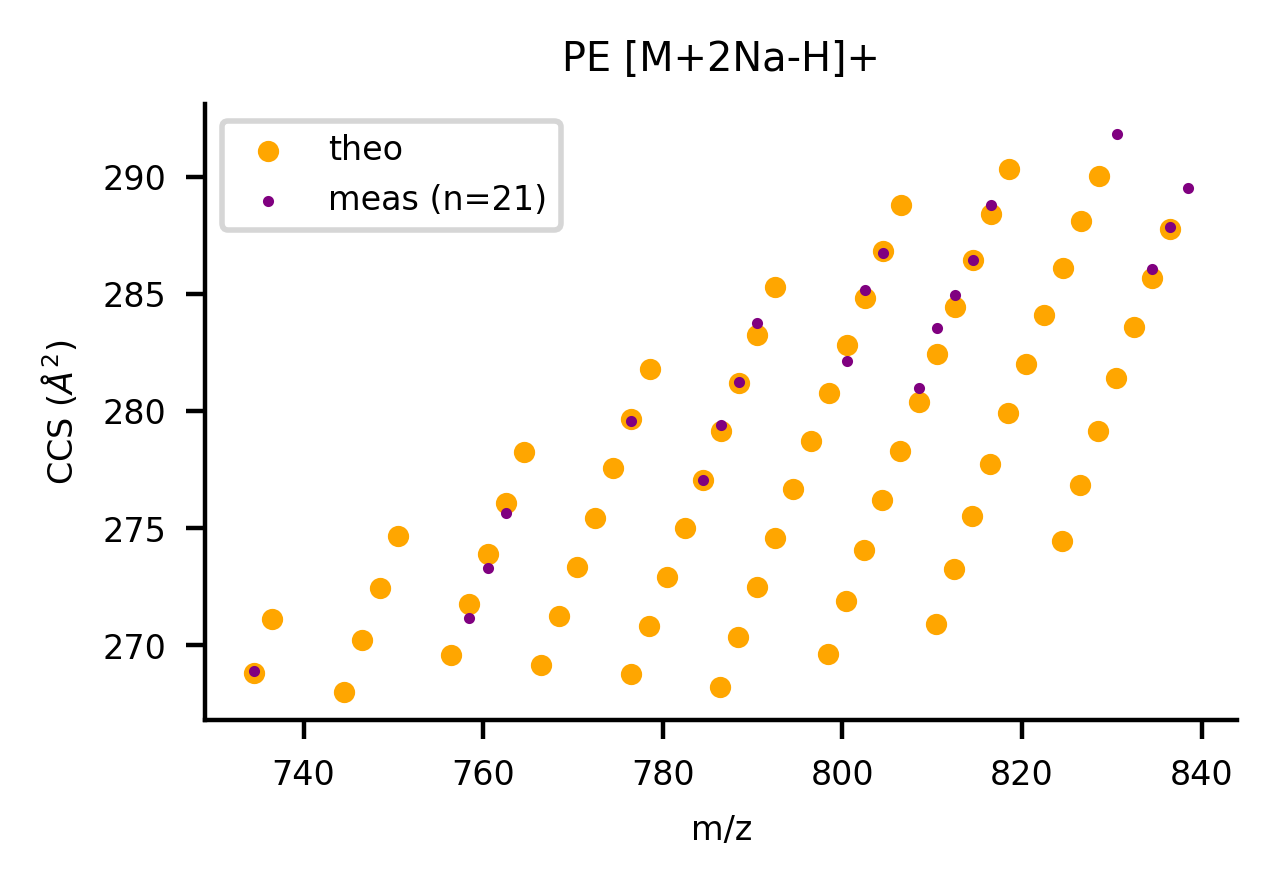 PE [M+2Na-H]+
theo
meas (n=21)
CCS (Å²)
290
285
280
275
270
740 760 780 800 820 840
m/z